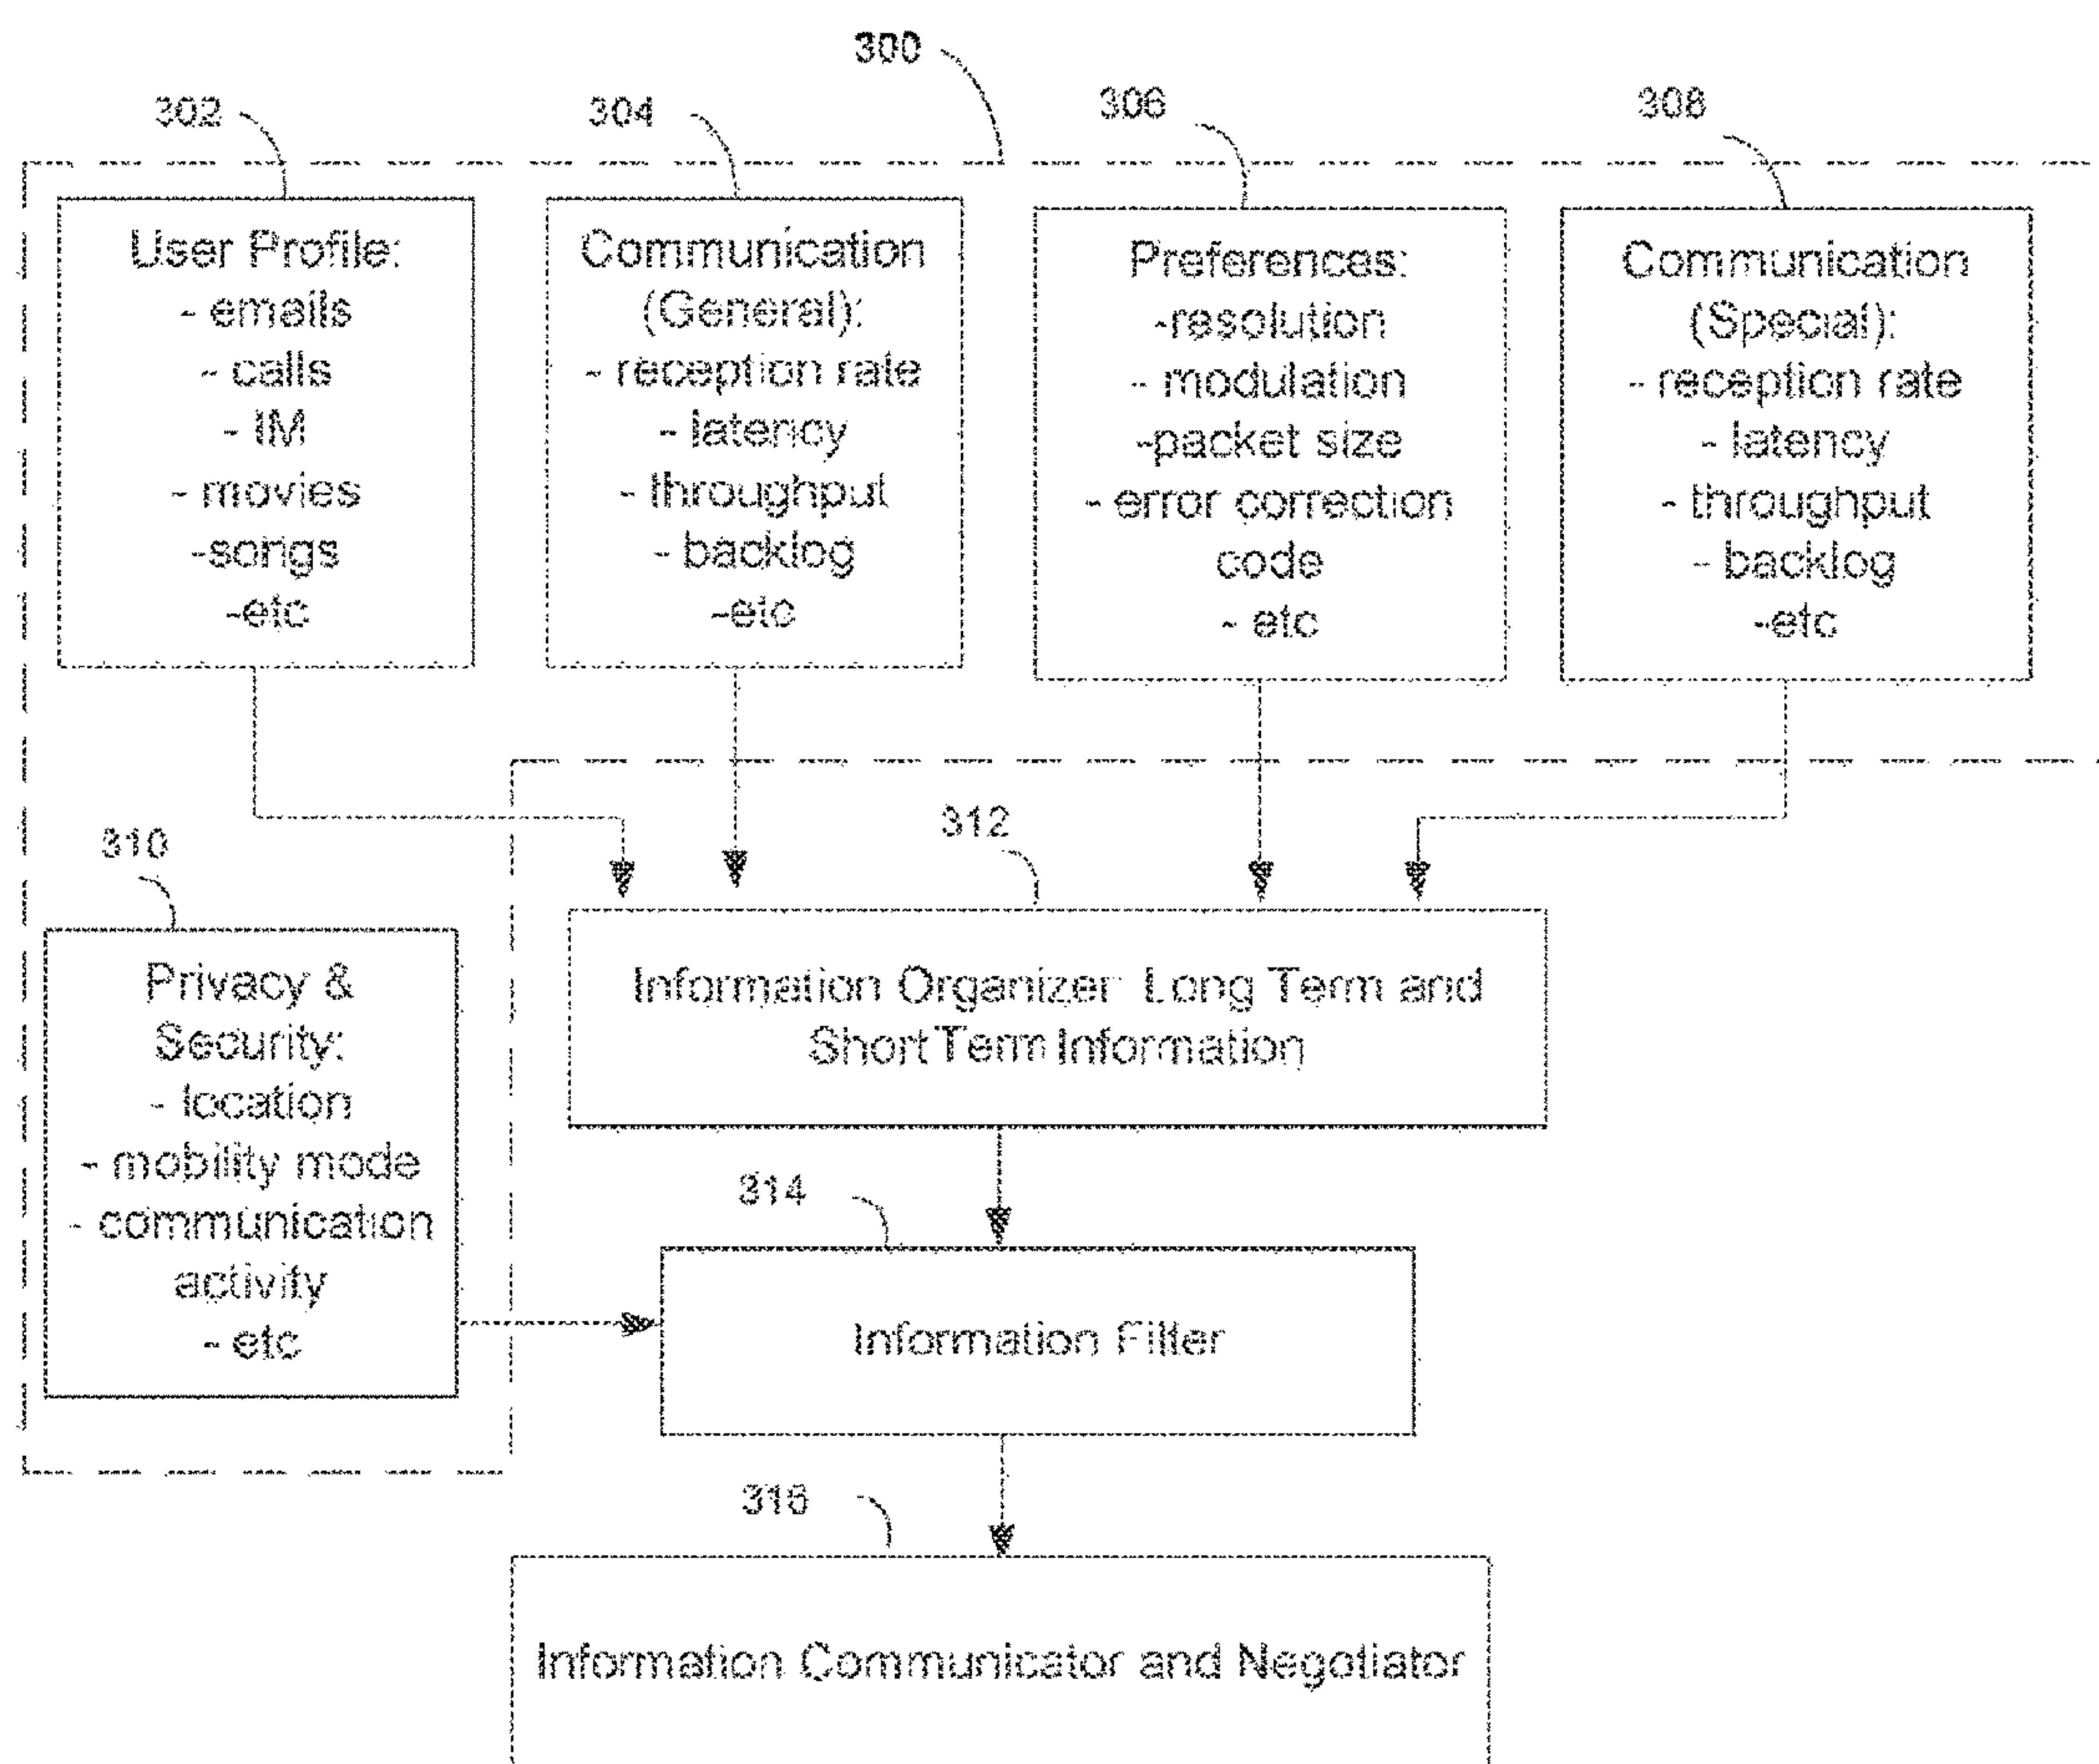 300
302
304
306
308
User Profile:
- emails
- calls
- IM
- movies
-songs
-etc
Communication
(General):
- reception rate
- latency
- throughput
- backlog
-etc
Preferences:
-resolution
- modulation
-packet size
- error correction
code
- etc
Communication
(Special):
- reception rate
- latency
- throughput
- backlog
-etc
310
312
Privacy &
Security:
- location
- mobility mode
- communication
activity
- etc
Information Organizer Long Term and
Short Term Information
314
Information Filter
316
Information Communicator and Negotiator